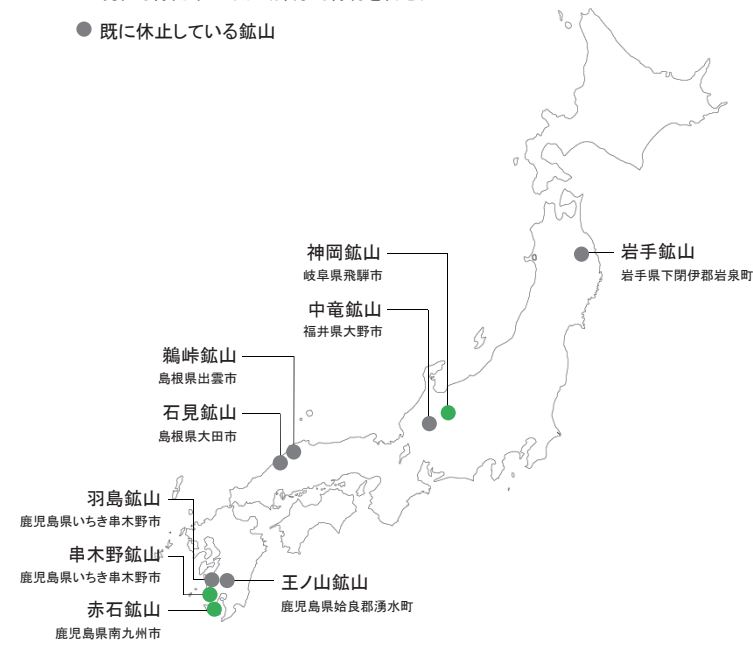 既に休止している鉱山
神岡鉱山
岐阜県飛騨市
岩手鉱山
岩手県下閉伊郡岩泉町
中竜鉱山
福井県大野市
鵜峠鉱山
島根県出雲市
石見鉱山
島根県大田市
羽島鉱山
鹿児島県いちき串木野市
串木野鉱山
鹿児島県いちき串木野市
王ノ山鉱山
鹿児島県姶良郡湧水町
赤石鉱山
鹿児島県南九州市